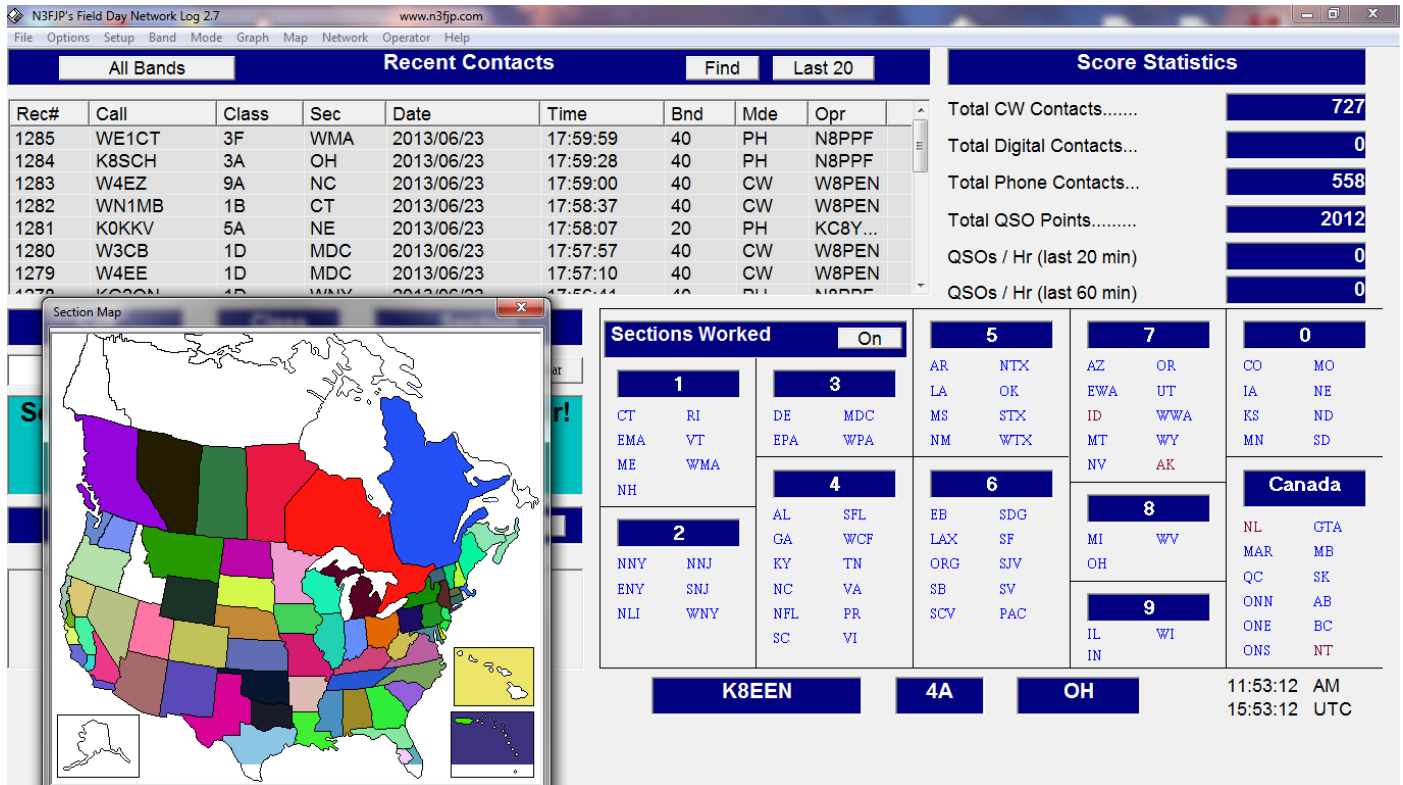 N3FJP's Field Day Network Log 2.7 www.n3fjp.com
File Options Setup Band Mode Graph Map Network Operator Help
All Bands Recent Contacts Find Last 20
Rec# Call Class Sec Date Time Bnd Mde Opr
1285 WE1CT 3F WMA 2013/06/23 17:59:59 40 PH N8PPF
1284 K8SCH 3A OH 2013/06/23 17:59:28 40 PH N8PPF
1283 W4EZ 9A NC 2013/06/23 17:59:00 40 CW W8PEN
1282 WN1MB 1B CT 2013/06/23 17:58:37 40 CW W8PEN
1281 K0KKV 5A NE 2013/06/23 17:58:07 20 PH KC8Y...
1280 W3CB 1D MDC 2013/06/23 17:57:57 40 CW W8PEN
1279 W4EE 1D MDC 2013/06/23 17:57:10 40 CW W8PEN
Score Statistics
Total CW Contacts....... 727
Total Digital Contacts... 0
Total Phone Contacts... 558
Total QSO Points......... 2012
QSOs / Hr (last 20 min) 0
QSOs / Hr (last 60 min) 0
Section Map
Sections Worked On
1
CT RI
EMA VT
ME WMA
NH
2
NNY NNJ
ENY SNJ
NLI WNY
3
DE MDC
EPA WPA
4
AL SFL
GA WCF
KY TN
NC VA
NFL PR
SC VI
5
AR NTX
LA OK
MS STX
NM WTX
6
EB SDG
LAX SF
ORG SJV
SB SV
SCV PAC
7
AZ OR
EWA UT
ID WWA
MT WY
NV AK
8
MI WV
OH
9
IL WI
IN
0
CO MO
IA NE
KS ND
MN SD
Canada
NL GTA
MAR MB
QC SK
ONN AB
ONE BC
ONS NT
K8EEN 4A OH
11:53:12 AM
15:53:12 UTC